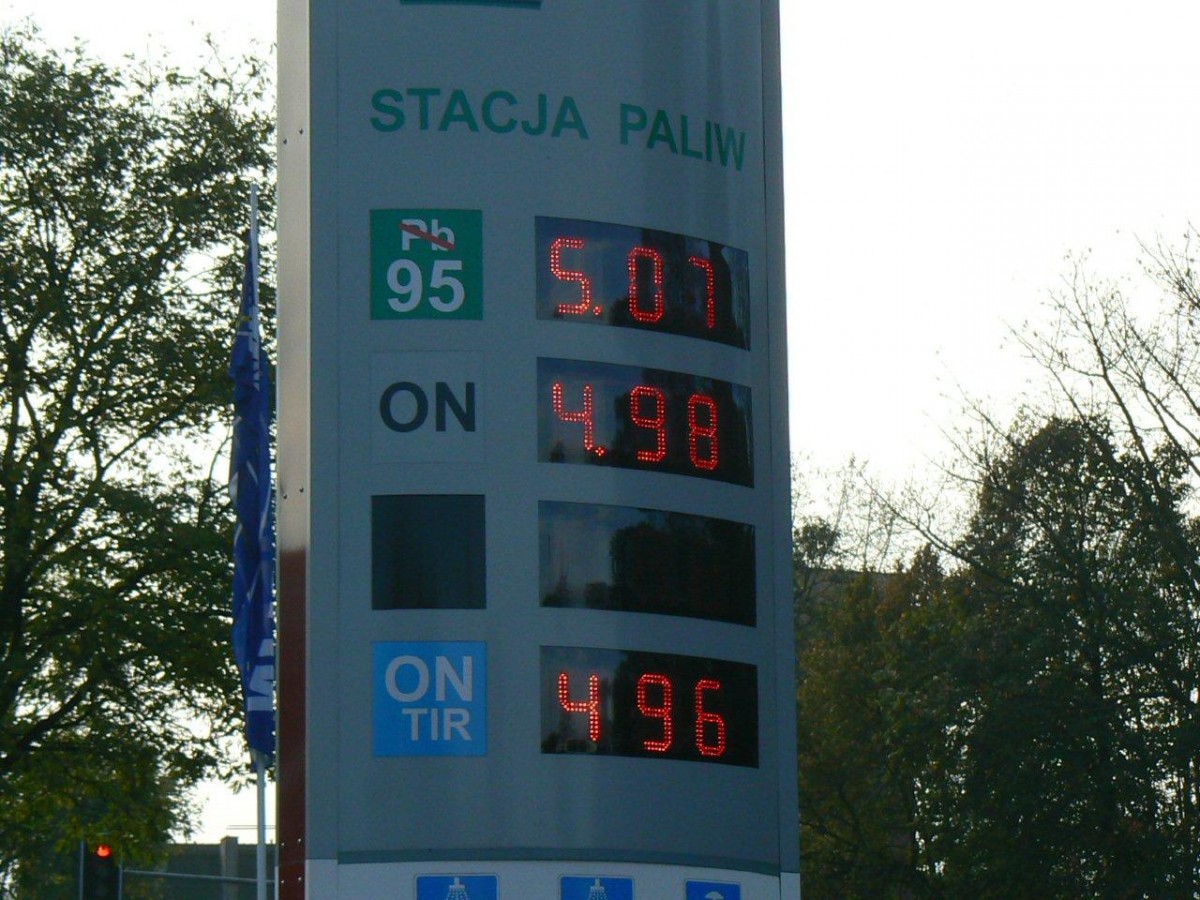 STACJA PALIW
Pb
95 5.07
ON 4.98
ON
TIR 4 96